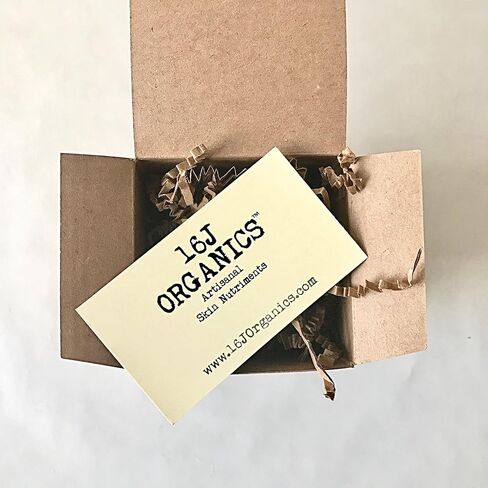 16J
ORGANICS™
Artisanal
Skin Nutriments
www.16JOrganics.com